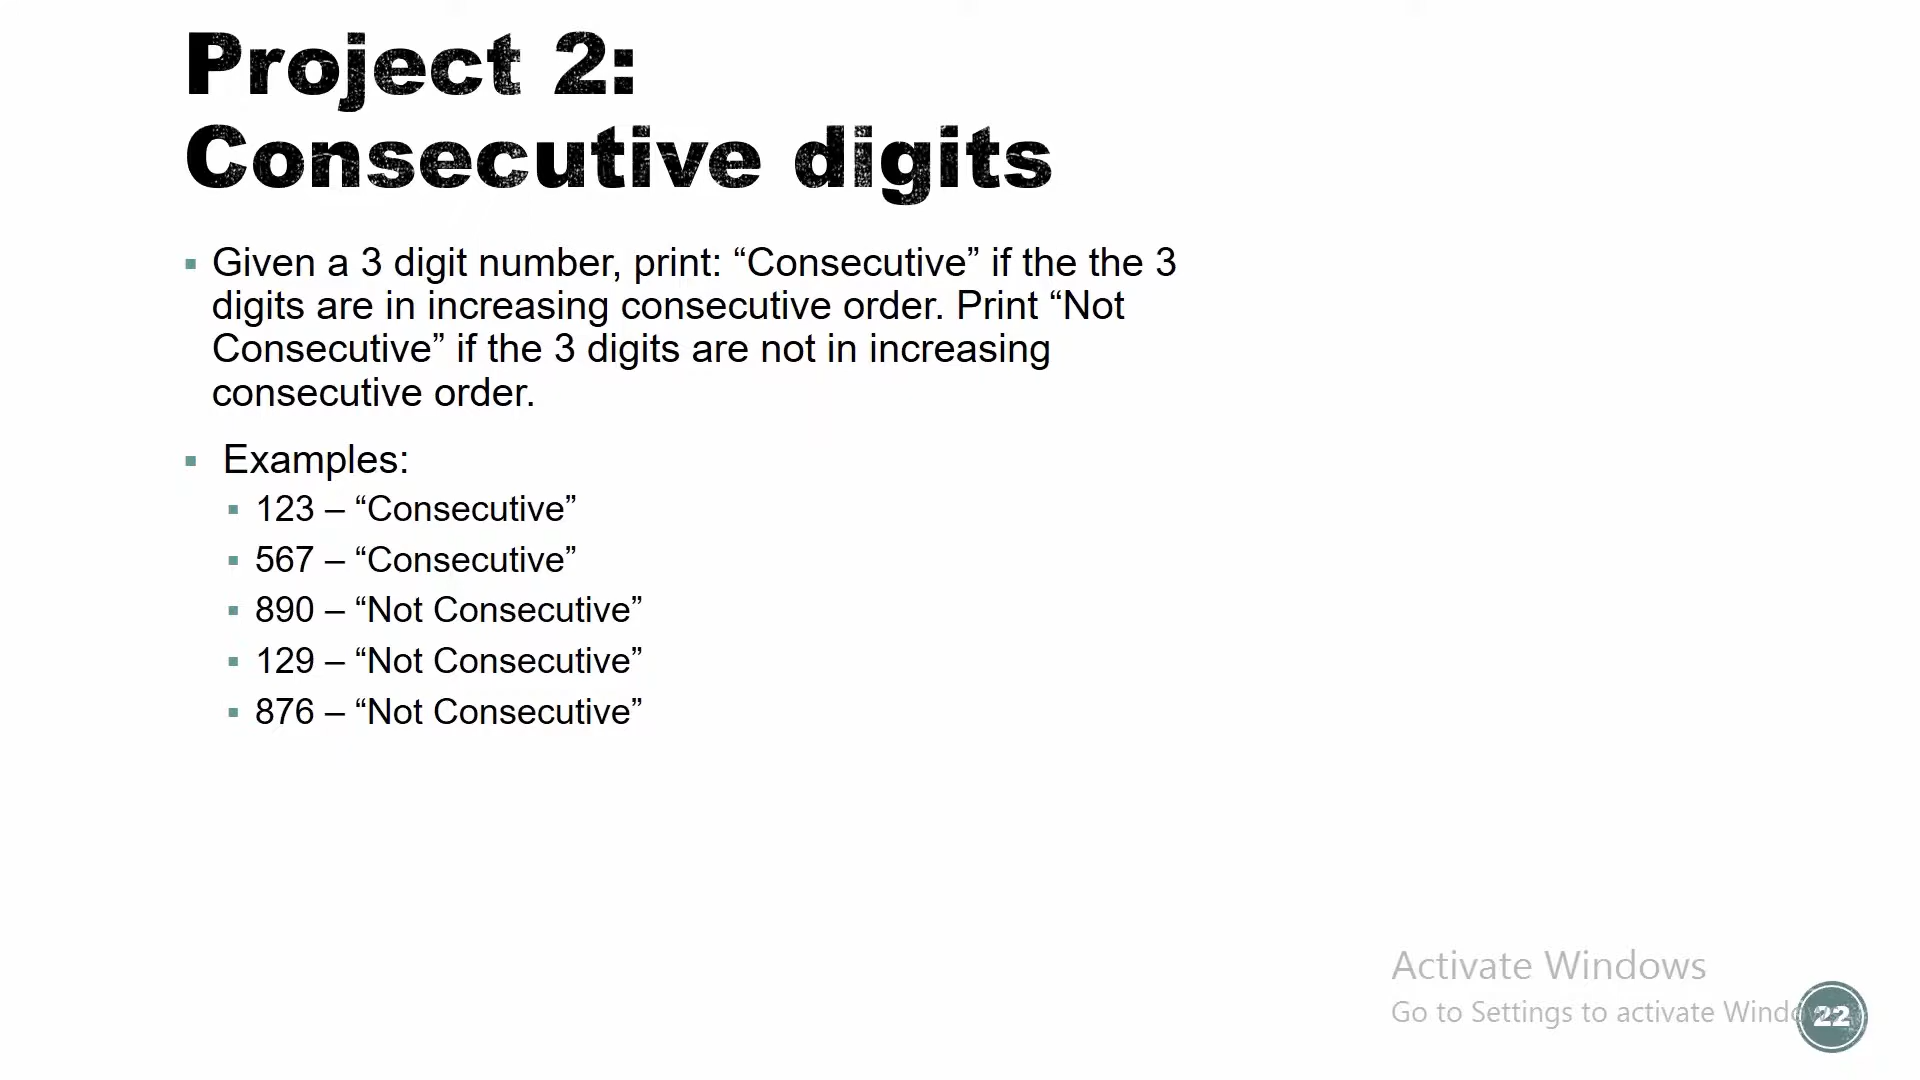 Project 2:
Consecutive digits
Given a 3 digit number, print: “Consecutive” if the the 3
digits are in increasing consecutive order. Print “Not
Consecutive” if the 3 digits are not in increasing
consecutive order.
Examples:
123 – “Consecutive”
567 – “Consecutive”
890 – “Not Consecutive”
129 – “Not Consecutive”
876 – “Not Consecutive”
Activate Windows
Go to Settings to activate Windows.
22